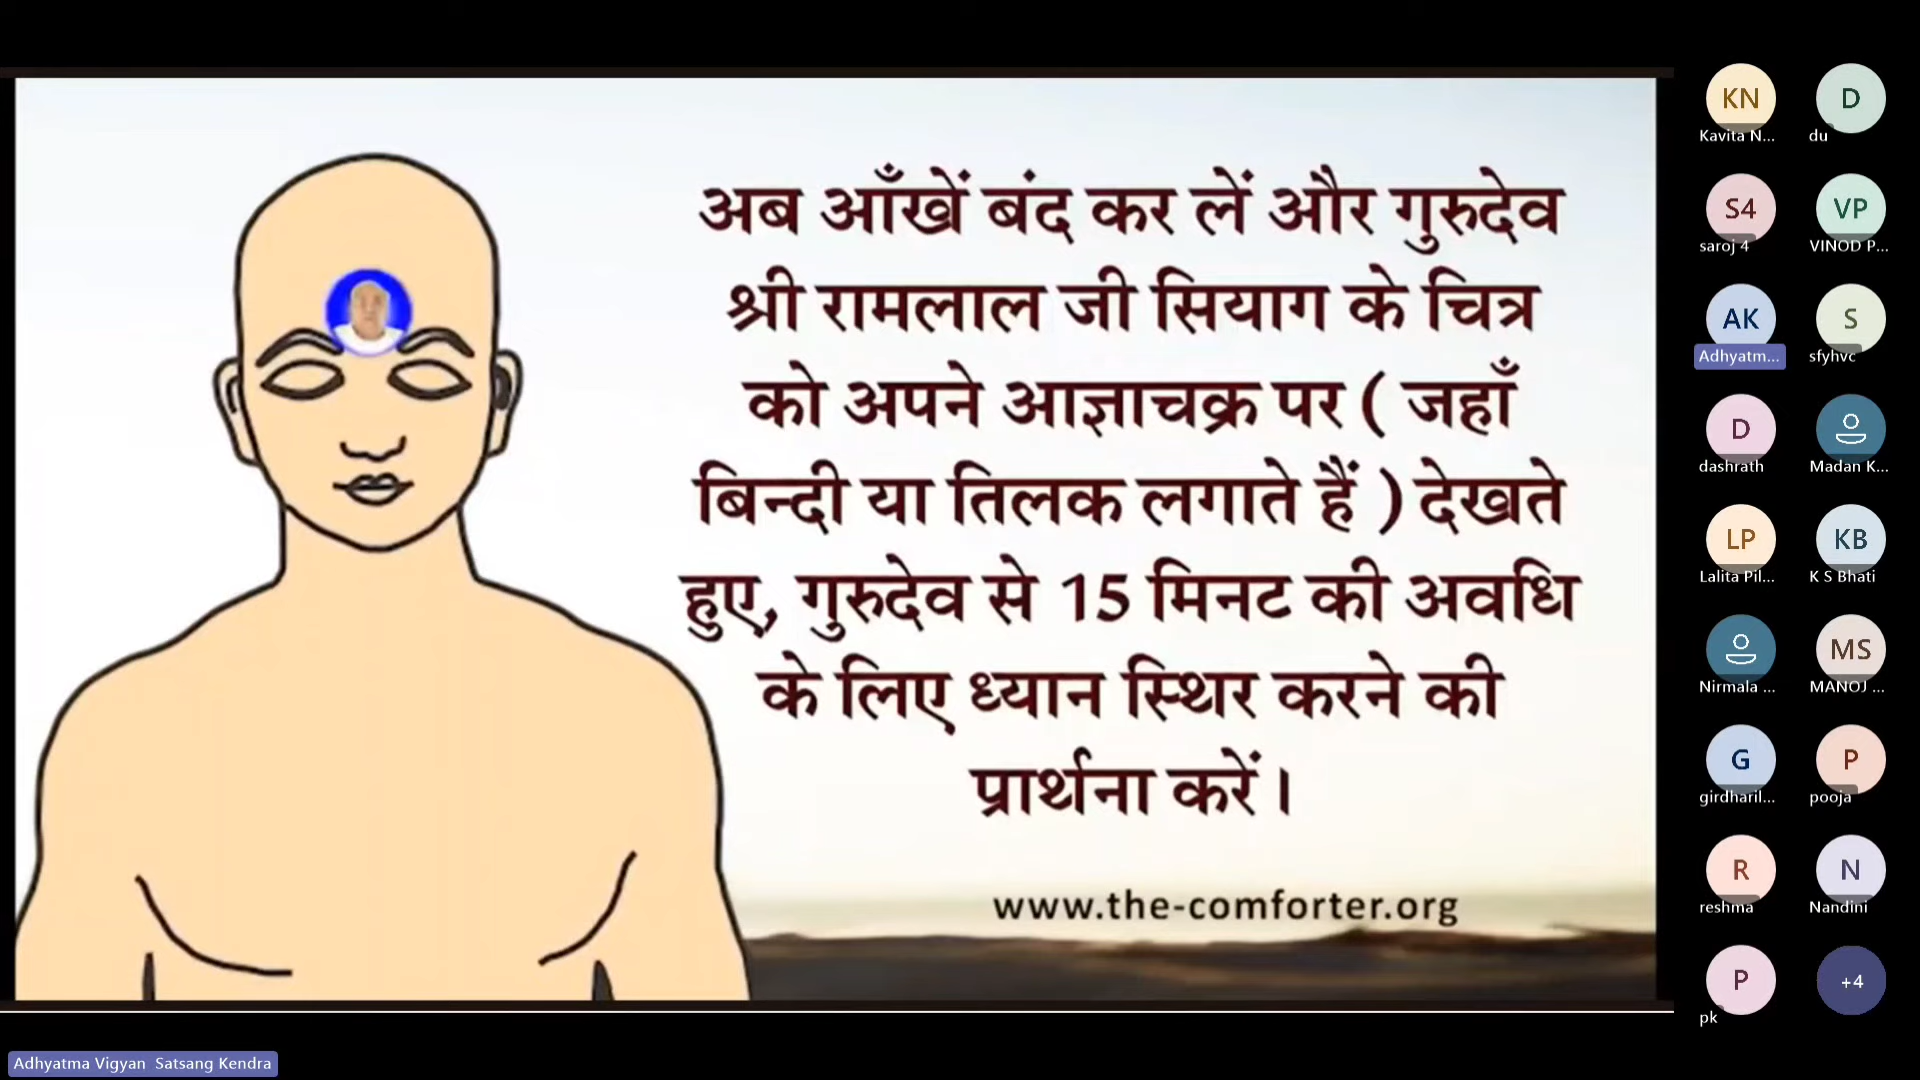 अब आँखें बंद कर लें और गुरुदेव
श्री रामलाल जी सियाग के चित्र
को अपने आज्ञाचक्र पर ( जहाँ
बिन्दी या तिलक लगाते हैं ) देखते
हुए, गुरुदेव से 15 मिनट की अवधि
के लिए ध्यान स्थिर करने की
प्रार्थना करें।
www.the-comforter.org
KN
Kavita N...
D
du
S4
saroj 4
VP
VINOD P...
AK
Adhyatm...
S
sfyhvc
D
dashrath
Madan K...
LP
Lalita Pil...
KB
K S Bhati
Nirmala ...
MS
MANOJ ...
G
girdharil...
P
pooja
R
reshma
N
Nandini
P
pk
+4
Adhyatma Vigyan Satsang Kendra